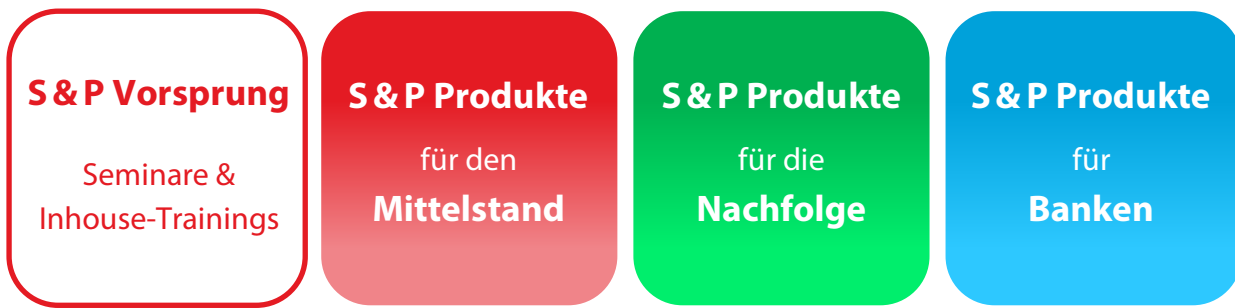 S & P Vorsprung
Seminare &
Inhouse-Trainings
S & P Produkte
für den
Mittelstand
S & P Produkte
für die
Nachfolge
S & P Produkte
für
Banken